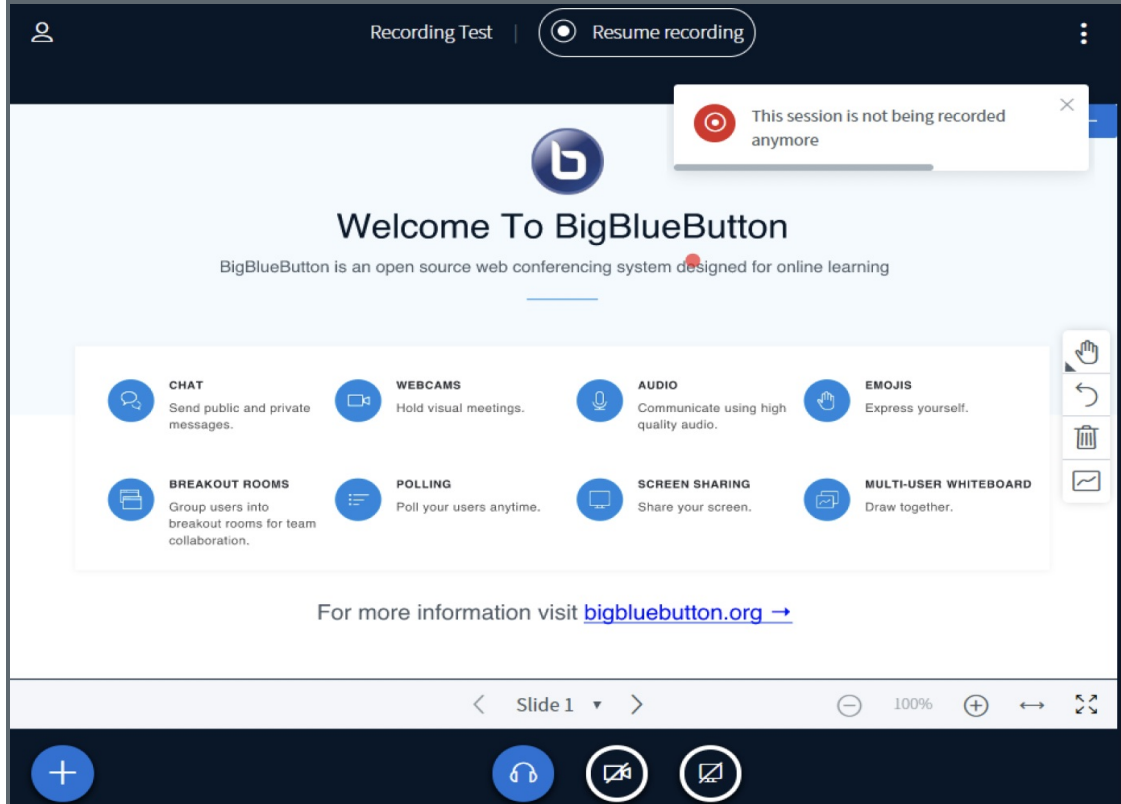 Recording Test
Resume recording
This session is not being recorded
anymore
b
Welcome To BigBlueButton
BigBlueButton is an open source web conferencing system designed for online learning
CHAT
Send public and private
messages.
WEBCAMS
Hold visual meetings.
AUDIO
Communicate using high
quality audio.
EMOJIS
Express yourself.
BREAKOUT ROOMS
Group users into
breakout rooms for team
collaboration.
POLLING
Poll your users anytime.
SCREEN SHARING
Share your screen.
MULTI-USER WHITEBOARD
Draw together.
For more information visit bigbluebutton.org →
Slide 1
100%